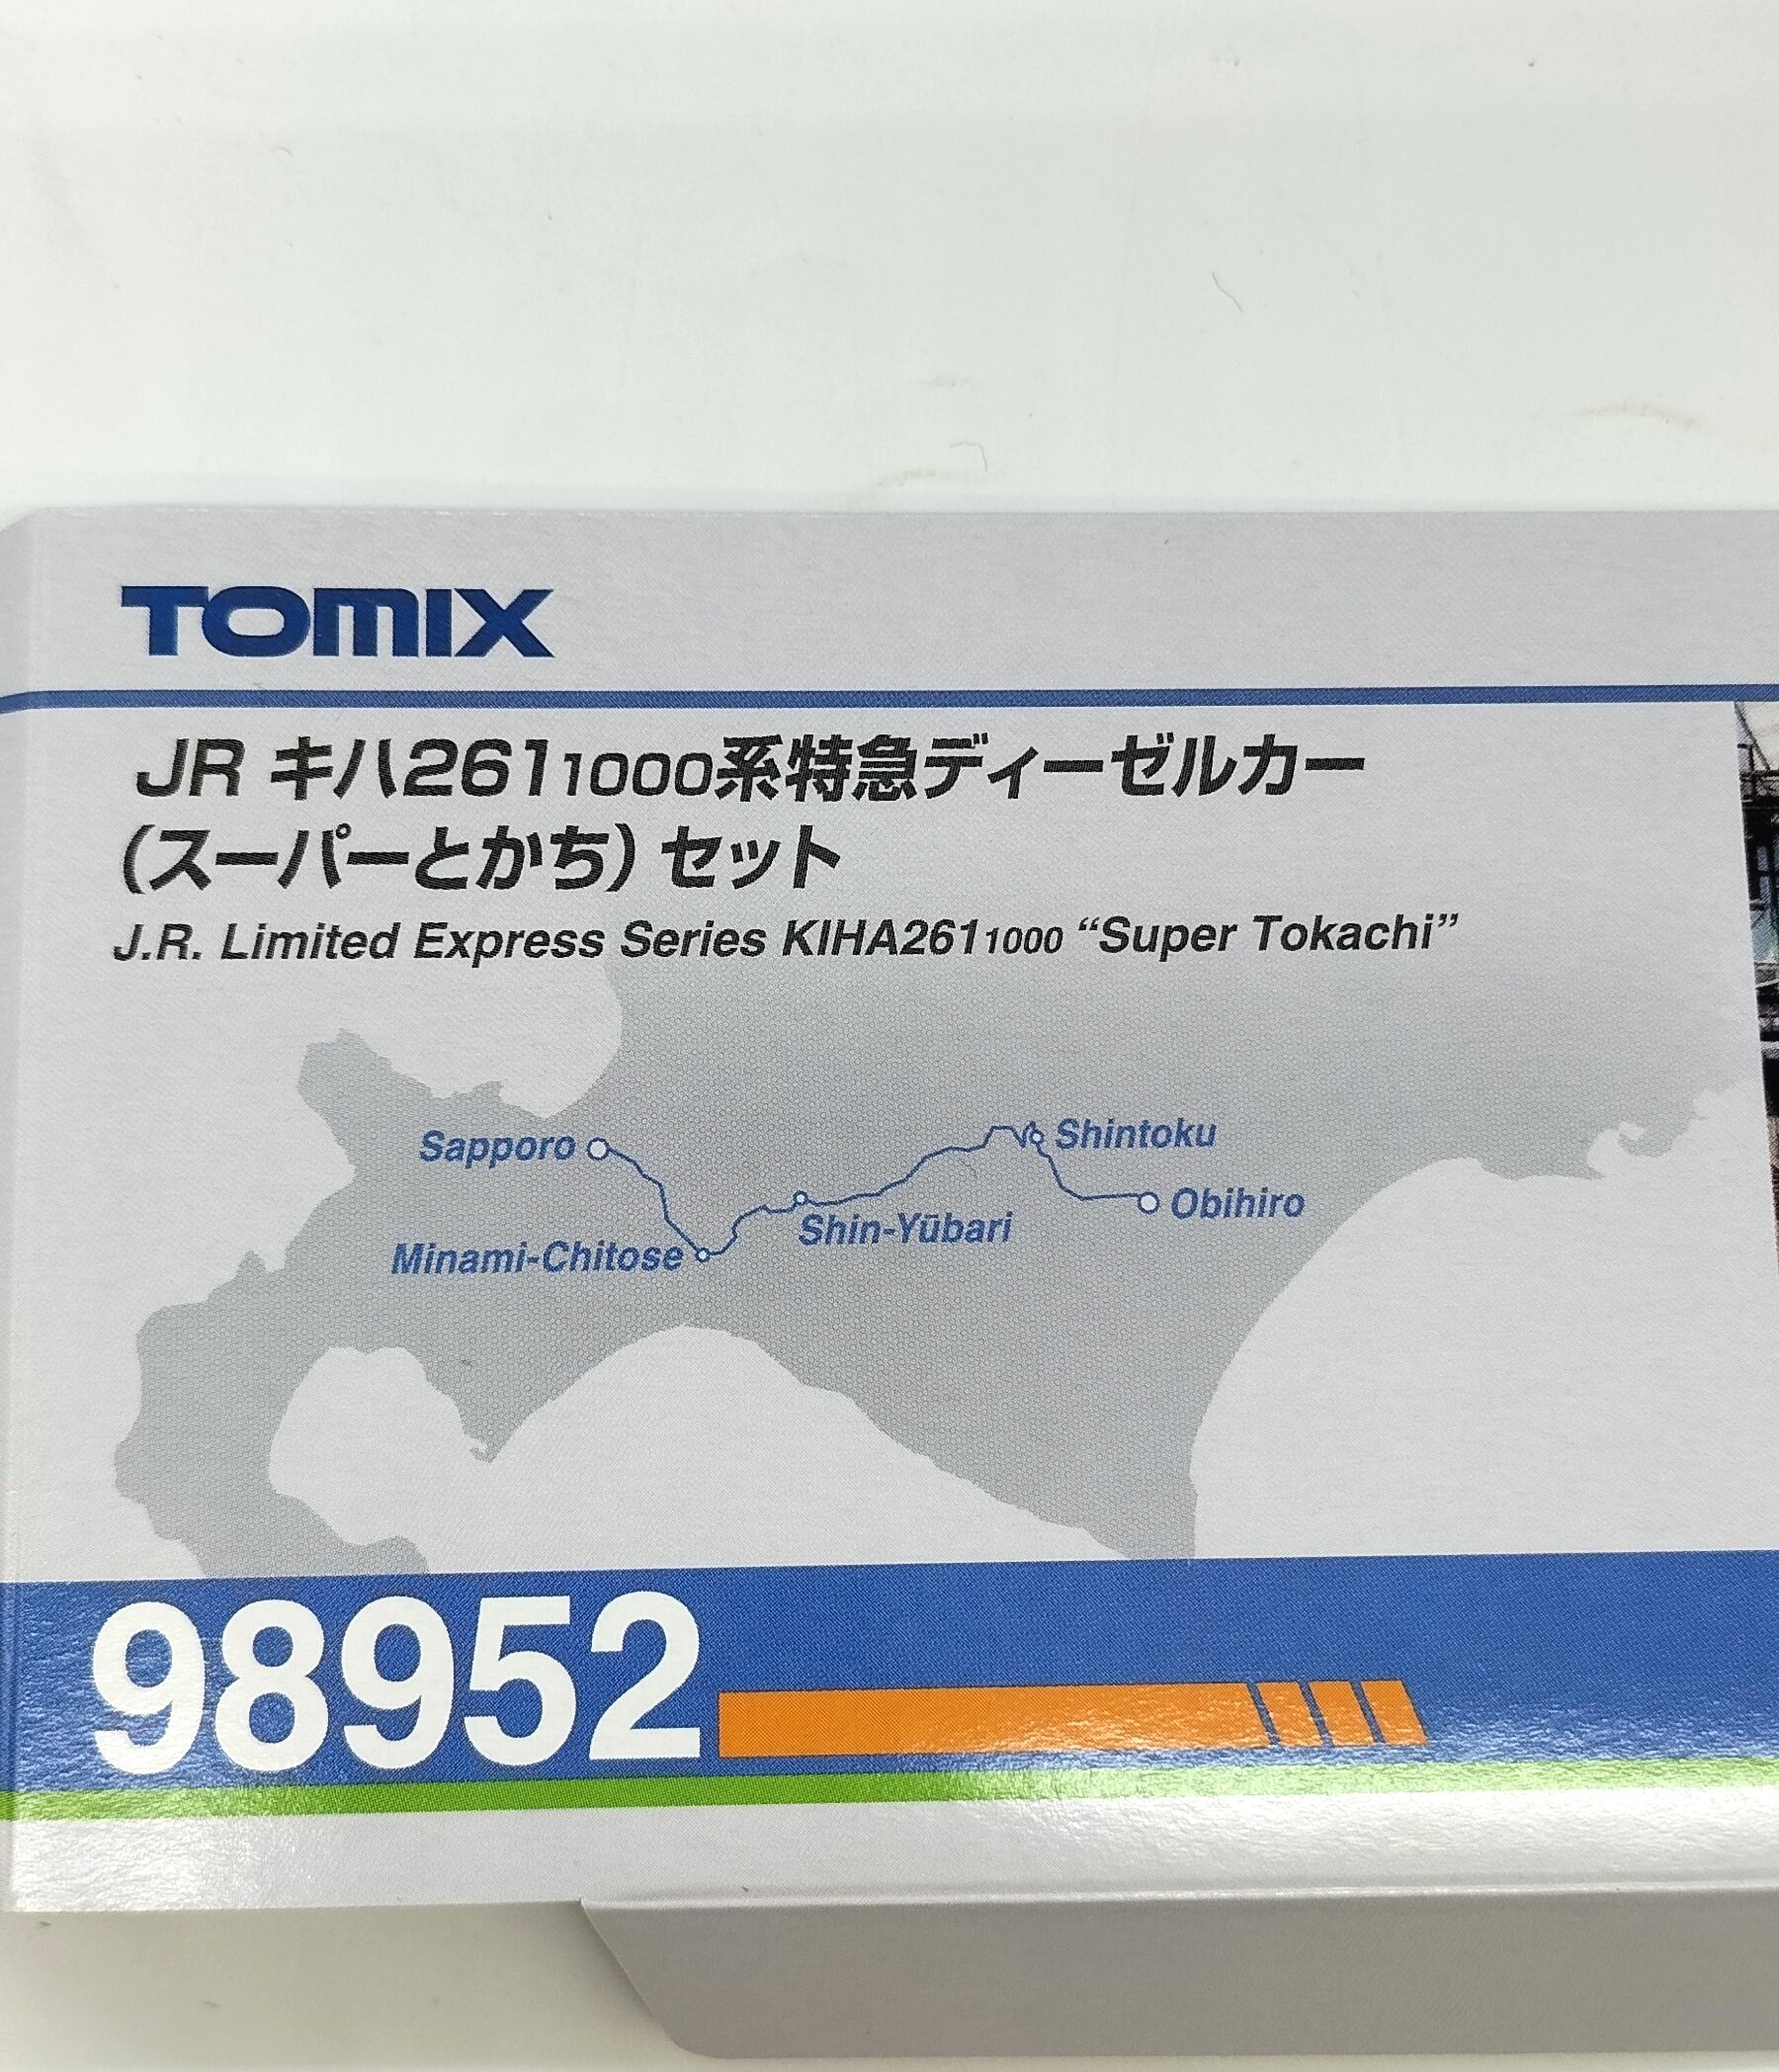 TOMIX
JR キハ261 1000系特急ディーゼルカー
(スーパーとかち) セット
J.R. Limited Express Series KIHA261 1000 “Super Tokachi”
Sapporo
Shintoku
Obihiro
Shin-Yūbari
Minami-Chitose
98952